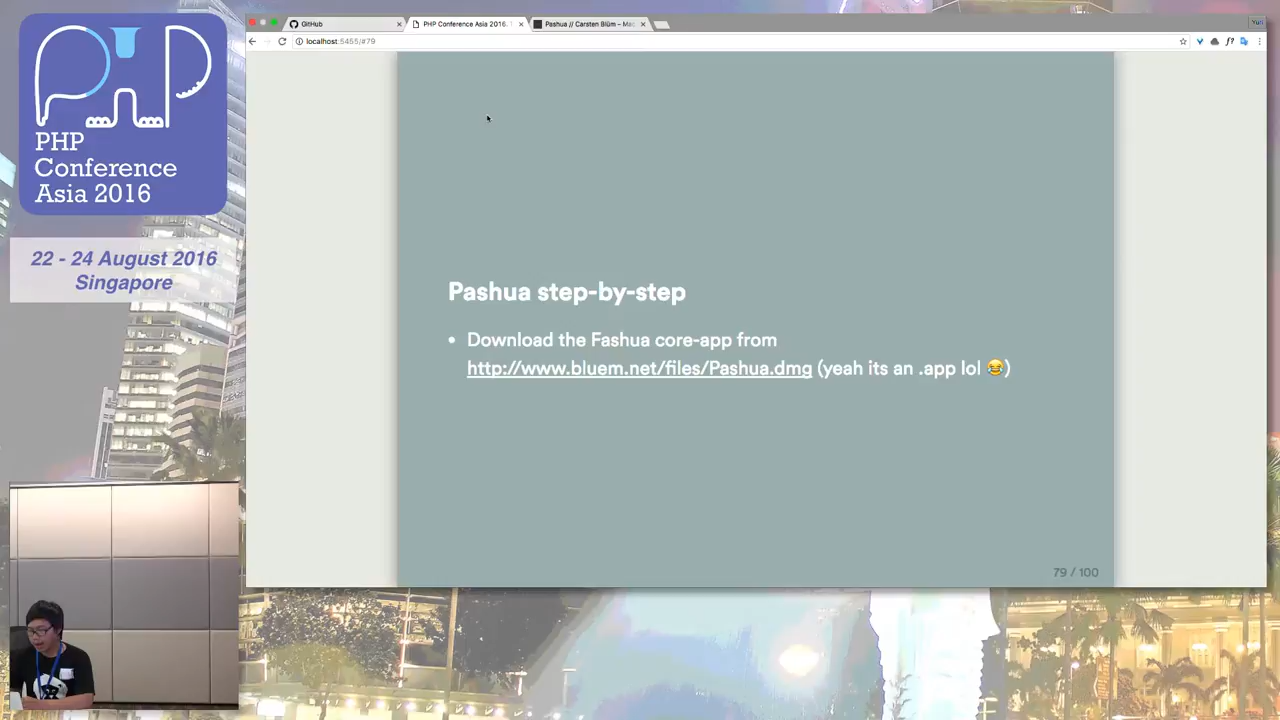 PHP
Conference
Asia 2016
22 - 24 August 2016
Singapore
GitHub
PHP Conference Asia 2016.
Pashua // Carsten Blüm – Mac
Yuri
localhost:5455/#79
f?
Pashua step-by-step
• Download the Fashua core-app from
http://www.bluem.net/files/Pashua.dmg (yeah its an .app lol 😂)
79 / 100